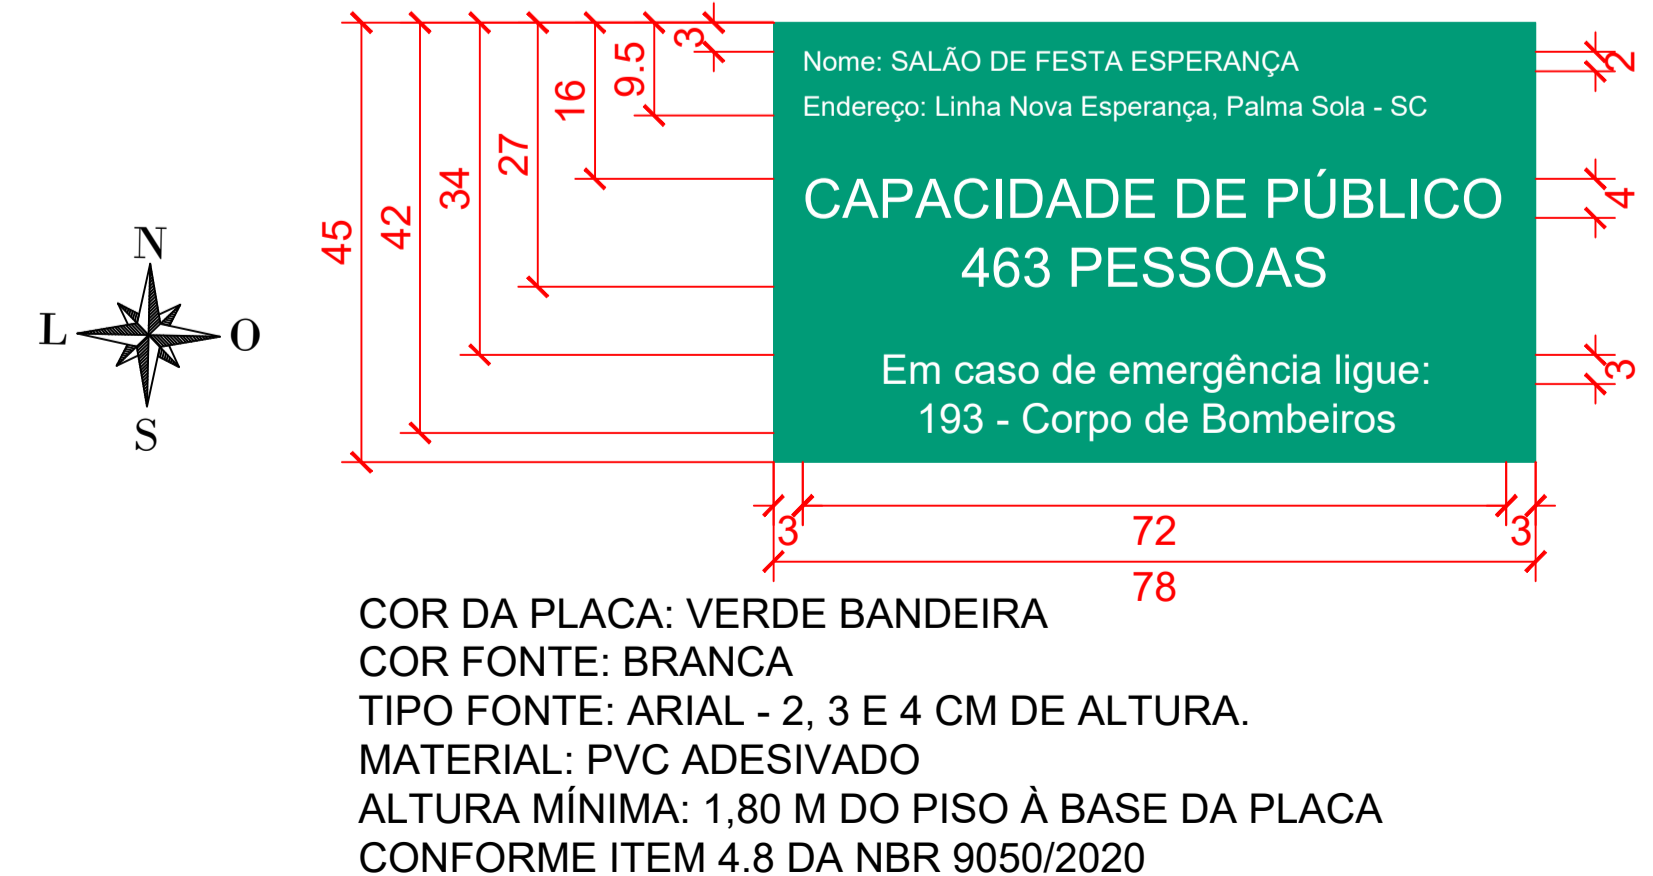 3
9.5
16
27
34
42
45
Nome: SALÃO DE FESTA ESPERANÇA
Endereço: Linha Nova Esperança, Palma Sola - SC
CAPACIDADE DE PÚBLICO
463 PESSOAS
Em caso de emergência ligue:
193 - Corpo de Bombeiros
2
4
3
N
L
O
S
3
72
3
78
COR DA PLACA: VERDE BANDEIRA
COR FONTE: BRANCA
TIPO FONTE: ARIAL - 2, 3 E 4 CM DE ALTURA.
MATERIAL: PVC ADESIVADO
ALTURA MÍNIMA: 1,80 M DO PISO À BASE DA PLACA
CONFORME ITEM 4.8 DA NBR 9050/2020